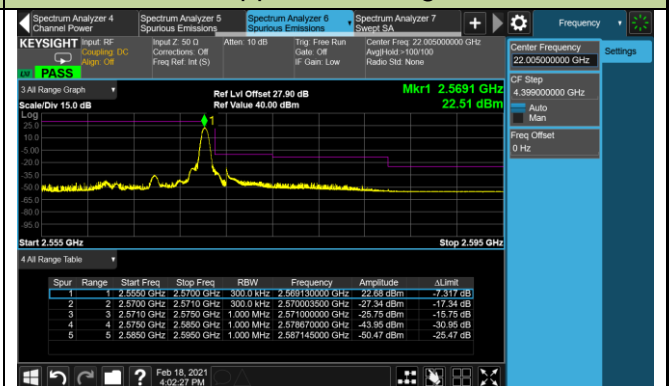 Spectrum Analyzer 4
Channel Power
Spectrum Analyzer 5
Spurious Emissions
Spectrum Analyzer 6
Spurious Emissions
Spectrum Analyzer 7
Swept SA
Frequency
KEYSIGHT
Input: RF
Coupling: DC
Align: Off
Input Z: 50 Ω
Corrections: Off
Freq Ref: Int (S)
Atten: 10 dB
Trig: Free Run
Gate: Off
IF Gain: Low
Center Freq: 22.005000000 GHz
Avg|Hold:>100/100
Radio Std: None
PASS
Center Frequency
22.005000000 GHz
Settings
CF Step
4.399000000 GHz
Auto
Man
Freq Offset
0 Hz
3 All Range Graph
Scale/Div 15.0 dB
Ref Lvl Offset 27.90 dB
Ref Value 40.00 dBm
Mkr1 2.5691 GHz
22.51 dBm
Log
1
25.0
10.0
-5.00
-20.0
-35.0
-50.0
-65.0
-80.0
-95.0
Start 2.555 GHz
Stop 2.595 GHz
4 All Range Table
Spur Range Start Freq Stop Freq RBW Frequency Amplitude ΔLimit
1 1 2.5550 GHz 2.5700 GHz 300.0 kHz 2.569130000 GHz 22.68 dBm -7.317 dB
2 2 2.5700 GHz 2.5710 GHz 300.0 kHz 2.570003500 GHz -27.34 dBm -17.34 dB
3 3 2.5710 GHz 2.5750 GHz 1.000 MHz 2.571000000 GHz -25.75 dBm -15.75 dB
4 4 2.5750 GHz 2.5850 GHz 1.000 MHz 2.578670000 GHz -43.95 dBm -30.95 dB
5 5 2.5850 GHz 2.5950 GHz 1.000 MHz 2.587145000 GHz -50.47 dBm -25.47 dB
?
Feb 18, 2021
4:02:27 PM